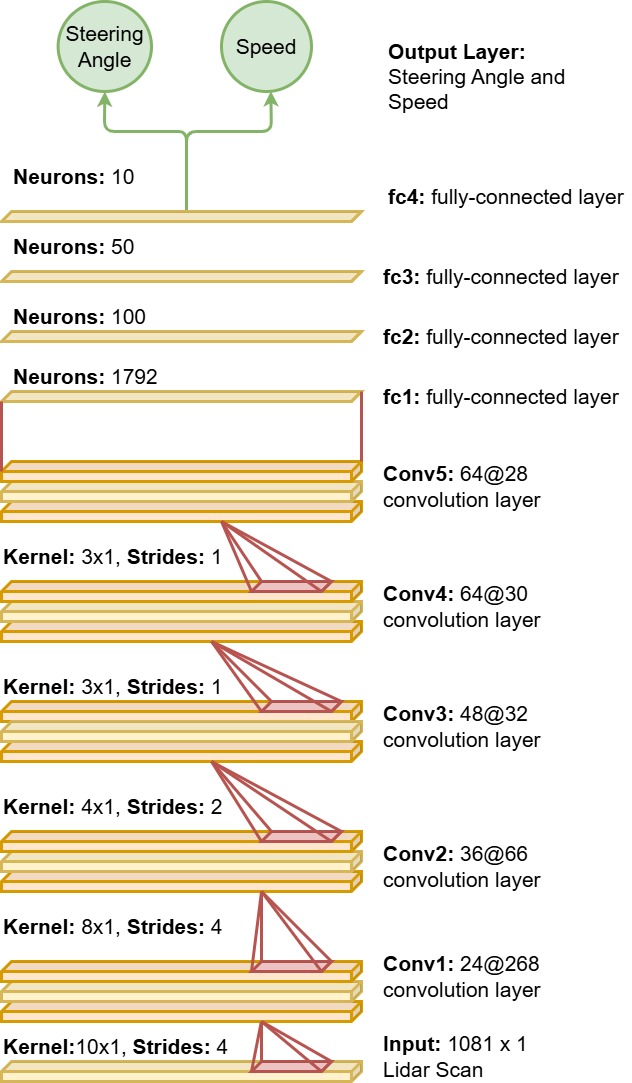 Steering
Angle
Speed
Output Layer:
Steering Angle and
Speed
Neurons: 10
fc4: fully-connected layer
Neurons: 50
fc3: fully-connected layer
Neurons: 100
fc2: fully-connected layer
Neurons: 1792
fc1: fully-connected layer
Conv5: 64@28
convolution layer
Kernel: 3x1, Strides: 1
Conv4: 64@30
convolution layer
Kernel: 3x1, Strides: 1
Conv3: 48@32
convolution layer
Kernel: 4x1, Strides: 2
Conv2: 36@66
convolution layer
Kernel: 8x1, Strides: 4
Conv1: 24@268
convolution layer
Kernel:10x1, Strides: 4
Input: 1081 x 1
Lidar Scan